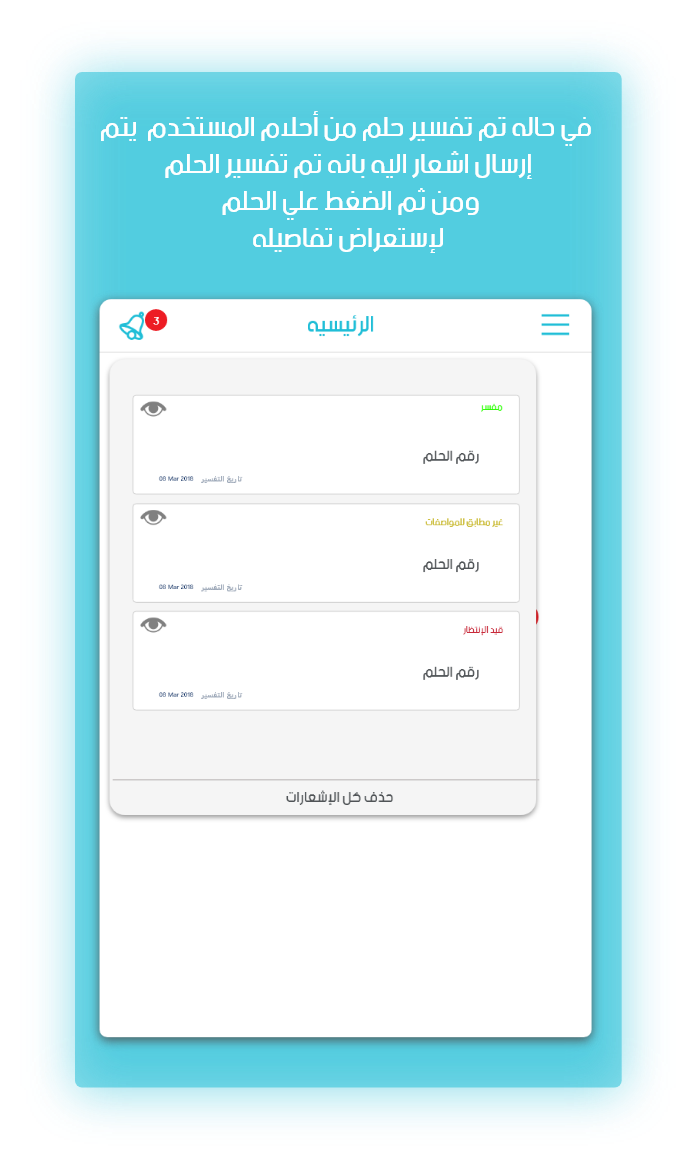 في حاله تم تفسير حلم من أحلام المستخدم يتم
إرسال اشعار اليه بانه تم تفسير الحلم
ومن ثم الضغط علي الحلم
لإستعراض تفاصيله
الرئيسيه
3
مفسر
رقم الحلم
تاريخ التفسير 08 Mar 2018
غير مطابق للمواصفات
رقم الحلم
تاريخ التفسير 08 Mar 2018
قيد الإنتظار
رقم الحلم
تاريخ التفسير 08 Mar 2018
حذف كل الإشعارات